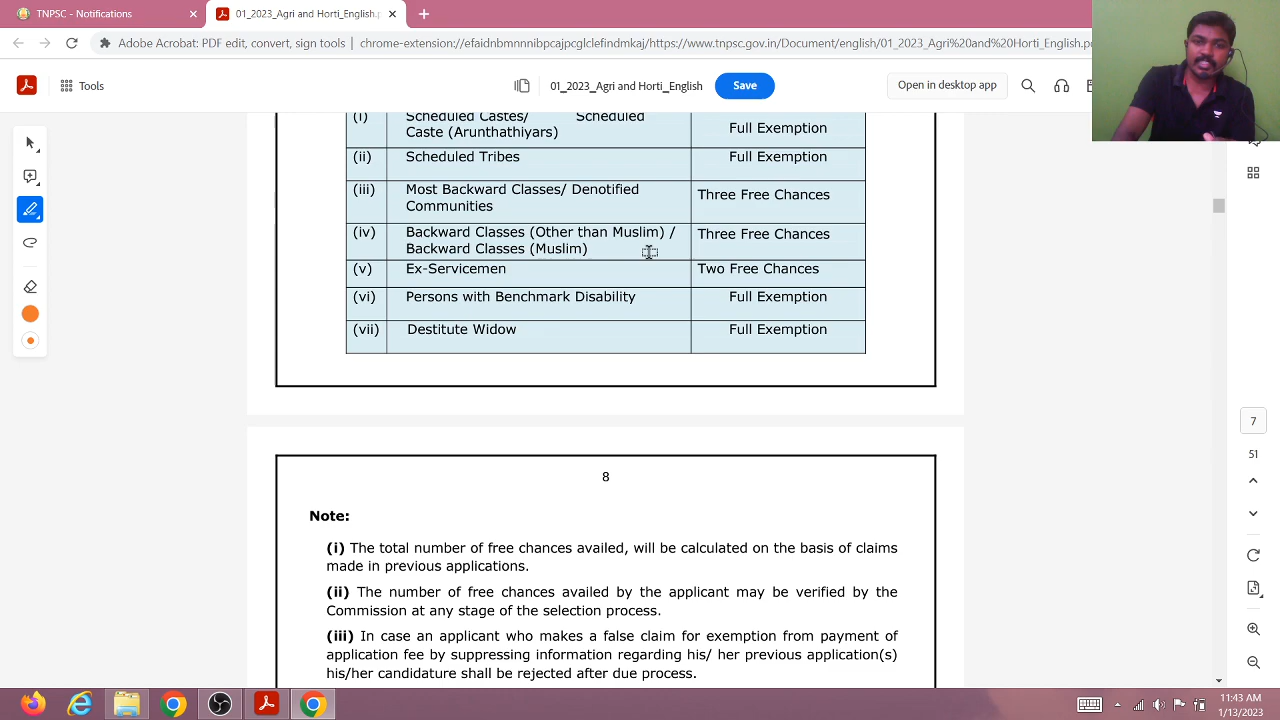 TNPSC - Notifications
01_2023_Agri and Horti_English.p
Adobe Acrobat: PDF edit, convert, sign tools | chrome-extension://efaidnbmnnnibpcajpcglclefindmkaj/https://www.tnpsc.gov.in/Document/english/01_2023_Agri%20and%20Horti_English.pd
Tools
01_2023_Agri and Horti_English
Save
Open in desktop app
(i) Scheduled Castes/ Scheduled
Caste (Arunthathiyars) Full Exemption
(ii) Scheduled Tribes Full Exemption
(iii) Most Backward Classes/ Denotified
Communities Three Free Chances
(iv) Backward Classes (Other than Muslim) /
Backward Classes (Muslim) Three Free Chances
(v) Ex-Servicemen Two Free Chances
(vi) Persons with Benchmark Disability Full Exemption
(vii) Destitute Widow Full Exemption
8
Note:
(i) The total number of free chances availed, will be calculated on the basis of claims
made in previous applications.
(ii) The number of free chances availed by the applicant may be verified by the
Commission at any stage of the selection process.
(iii) In case an applicant who makes a false claim for exemption from payment of
application fee by suppressing information regarding his/ her previous application(s)
his/her candidature shall be rejected after due process.
7
51
11:43 AM
1/13/2023